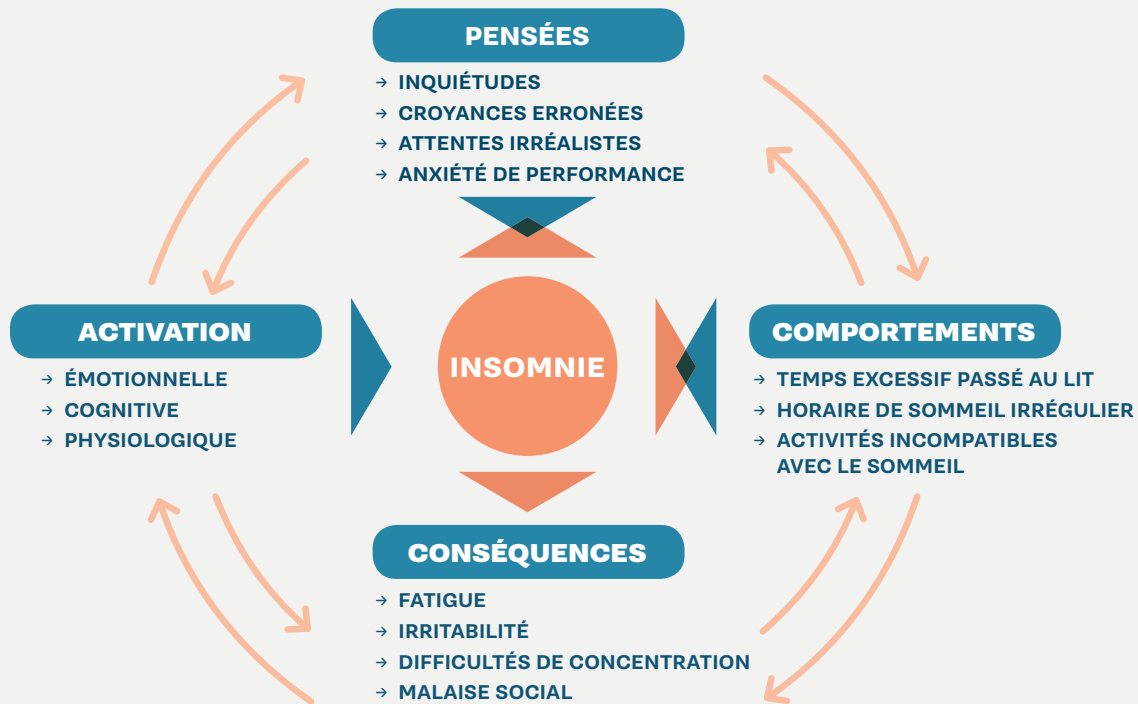 PENSÉES
→ INQUIÉTUDES
→ CROYANCES ERRONÉES
→ ATTENTES IRRÉALISTES
→ ANXIÉTÉ DE PERFORMANCE
ACTIVATION
→ ÉMOTIONNELLE
→ COGNITIVE
→ PHYSIOLOGIQUE
INSOMNIE
COMPORTEMENTS
→ TEMPS EXCESSIF PASSÉ AU LIT
→ HORAIRE DE SOMMEIL IRRÉGULIER
→ ACTIVITÉS INCOMPATIBLES
AVEC LE SOMMEIL
CONSÉQUENCES
→ FATIGUE
→ IRRITABILITÉ
→ DIFFICULTÉS DE CONCENTRATION
→ MALAISE SOCIAL